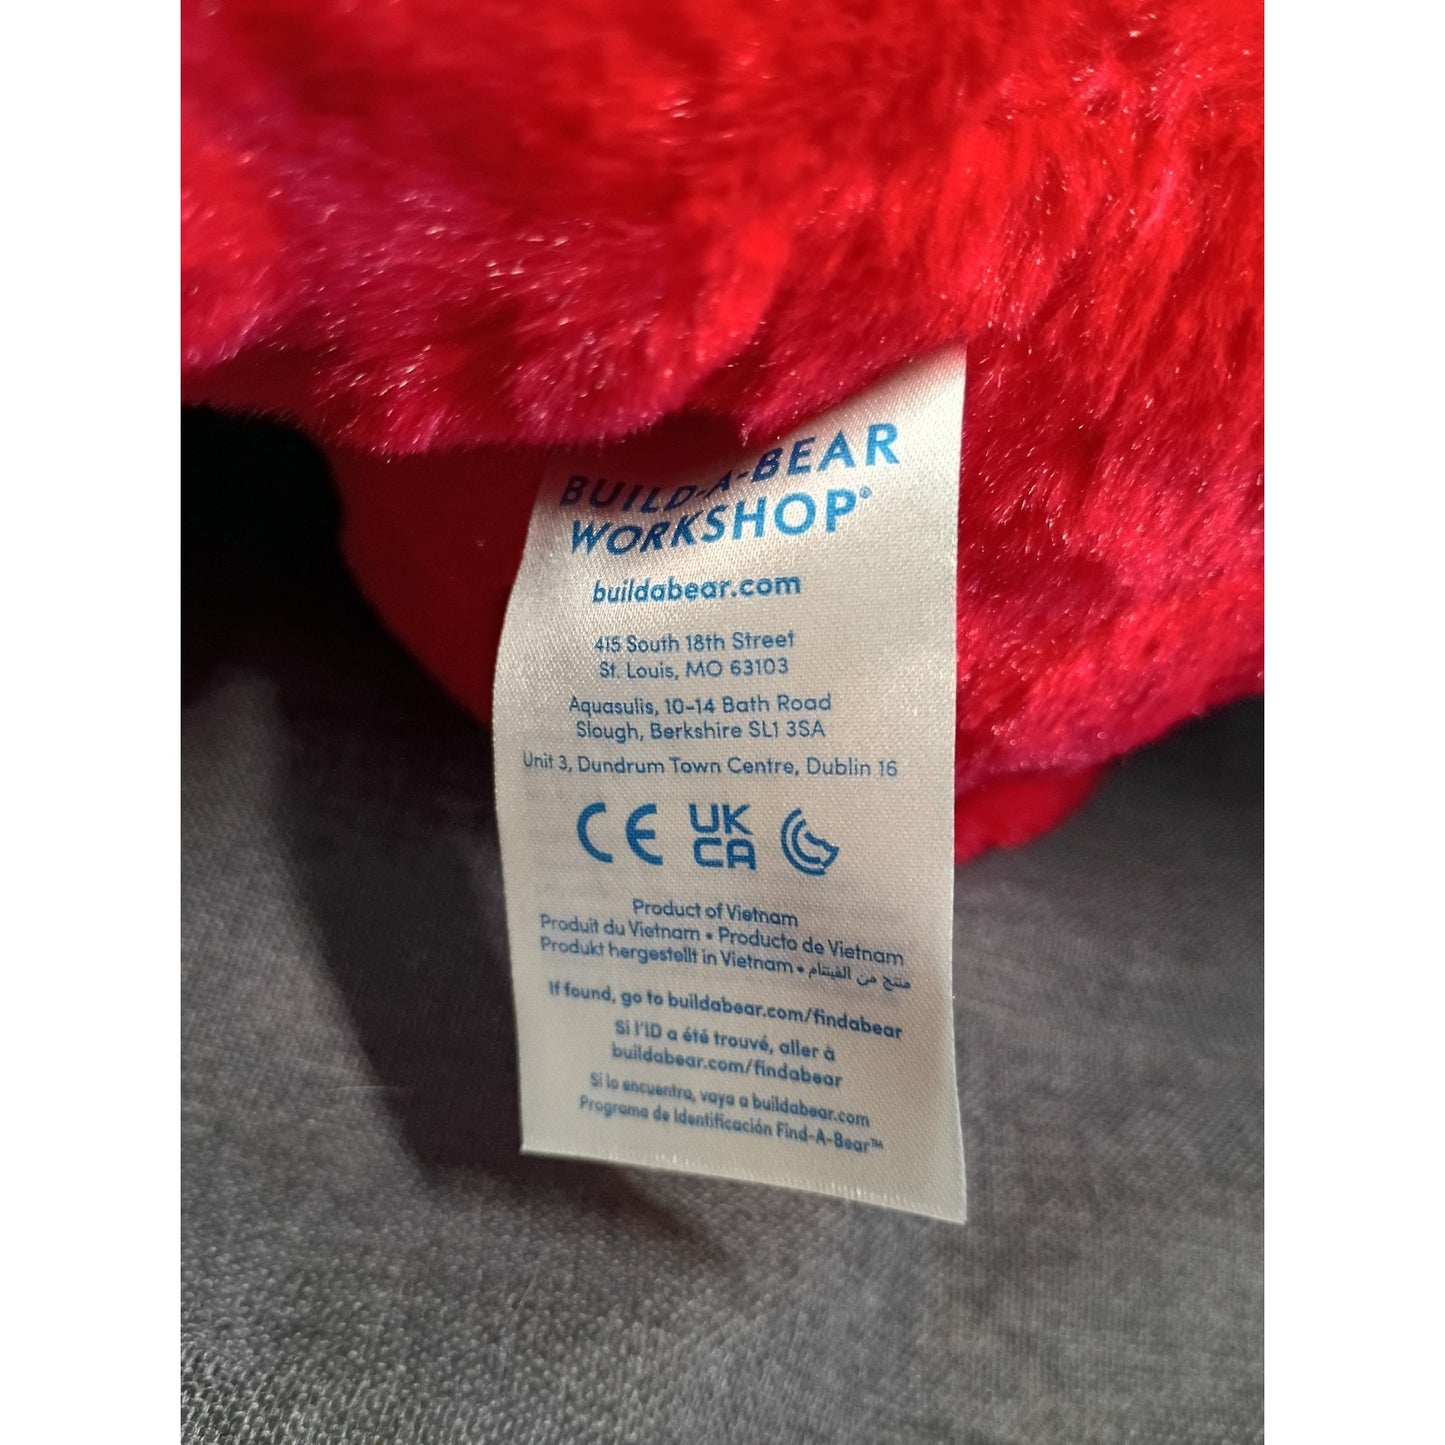 BUILD-A-BEAR
WORKSHOP®
buildabear.com
415 South 18th Street
St. Louis, MO 63103
Aquasulis, 10-14 Bath Road
Slough, Berkshire SL1 3SA
Unit 3, Dundrum Town Centre, Dublin 16
CE UK
CA
Product of Vietnam
Produit du Vietnam • Producto de Vietnam
Produkt hergestellt in Vietnam • منتج من الفيتنام
If found, go to buildabear.com/findabear
Si l'ID a été trouvé, aller à
buildabear.com/findabear
Si lo encuentra, vaya a buildabear.com
Programa de Identificación Find-A-Bear™